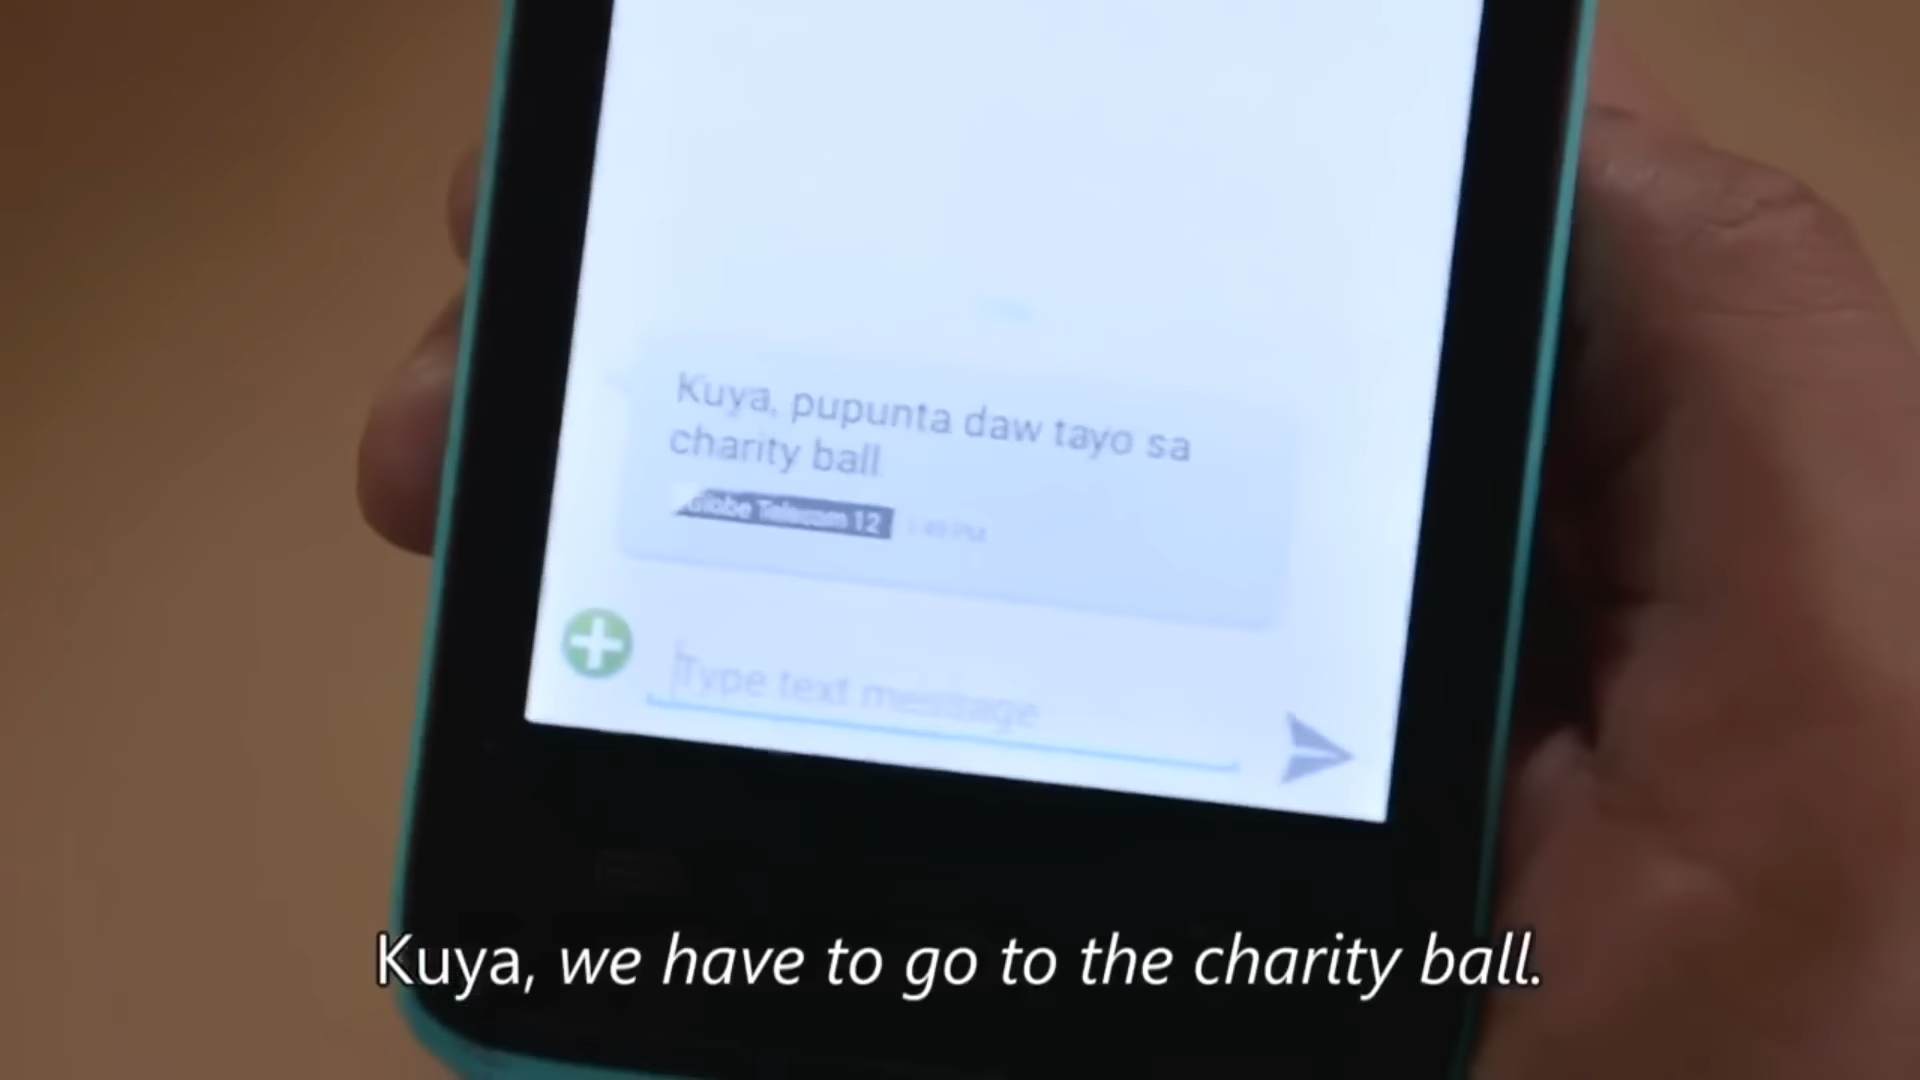 Kuya, pupunta daw tayo sa
charity ball
Globe Telecom 12
Type text message
Kuya, we have to go to the charity ball.